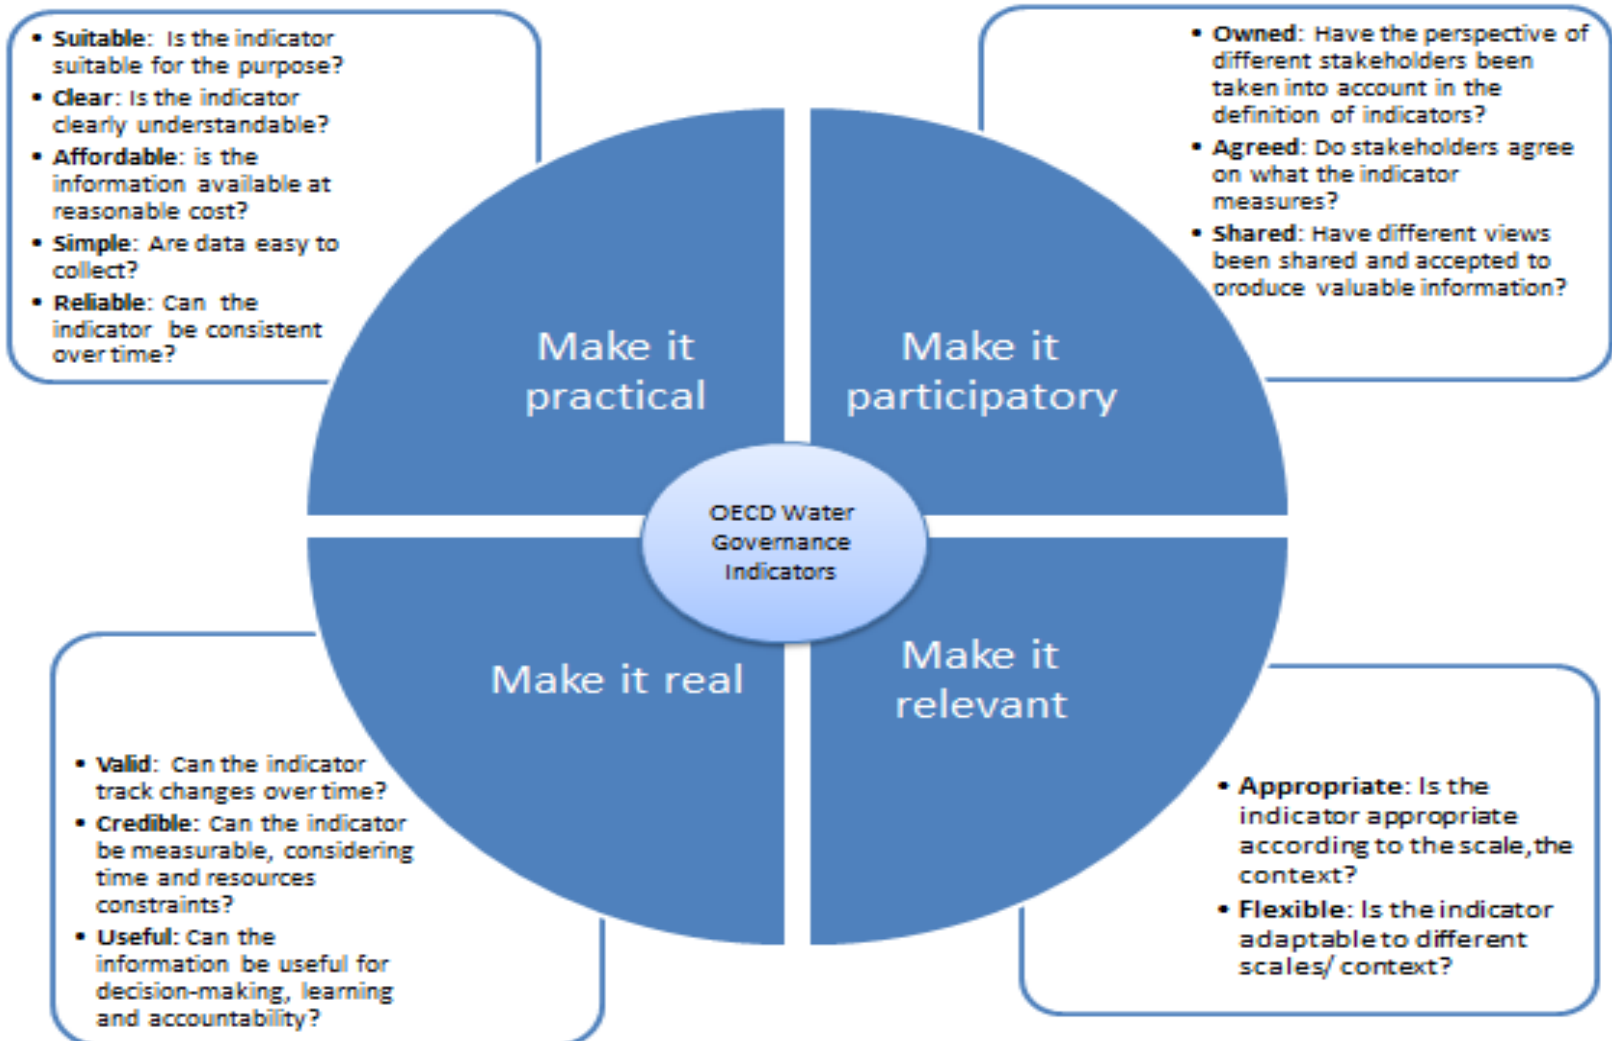 • Suitable: Is the indicator
suitable for the purpose?
• Clear: Is the indicator
clearly understandable?
• Affordable: is the
information available at
reasonable cost?
• Simple: Are data easy to
collect?
• Reliable: Can the
indicator be consistent
over time?
• Owned: Have the perspective of
different stakeholders been
taken into account in the
definition of indicators?
• Agreed: Do stakeholders agree
on what the indicator
measures?
• Shared: Have different views
been shared and accepted to
produce valuable information?
Make it
practical
Make it
participatory
OECD Water
Governance
Indicators
Make it real
Make it
relevant
• Valid: Can the indicator
track changes over time?
• Credible: Can the indicator
be measurable, considering
time and resources
constraints?
• Useful: Can the
information be useful for
decision-making, learning
and accountability?
• Appropriate: Is the
indicator appropriate
according to the scale,the
context?
• Flexible: Is the indicator
adaptable to different
scales/ context?